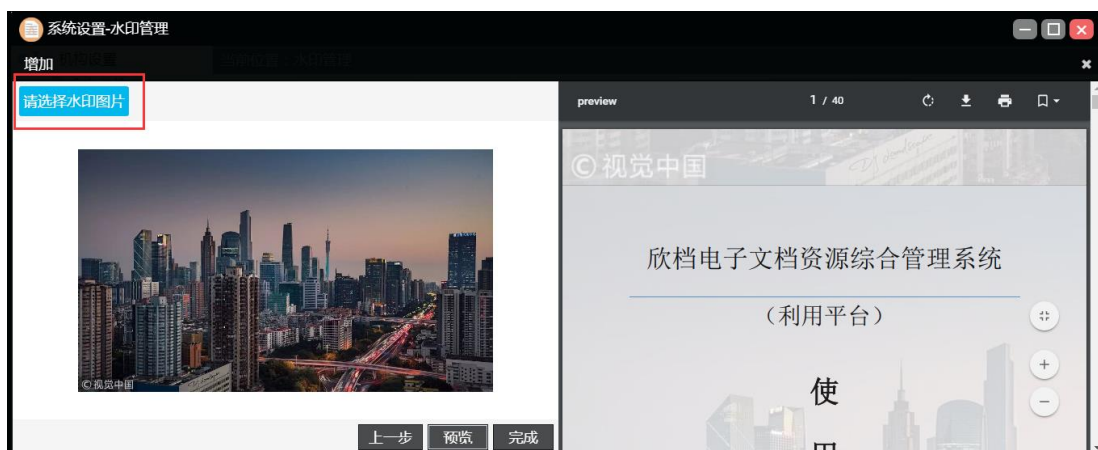 系统设置-水印管理
增加
请选择水印图片
©视觉中国
上一步 预览 完成
preview 1 / 40
©视觉中国
欣档电子文档资源综合管理系统
（利用平台）
使
用